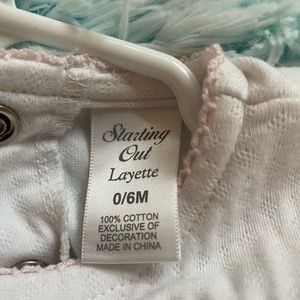 Starting
Out
Layette
0/6M
100% COTTON
EXCLUSIVE OF
DECORATION
MADE IN CHINA